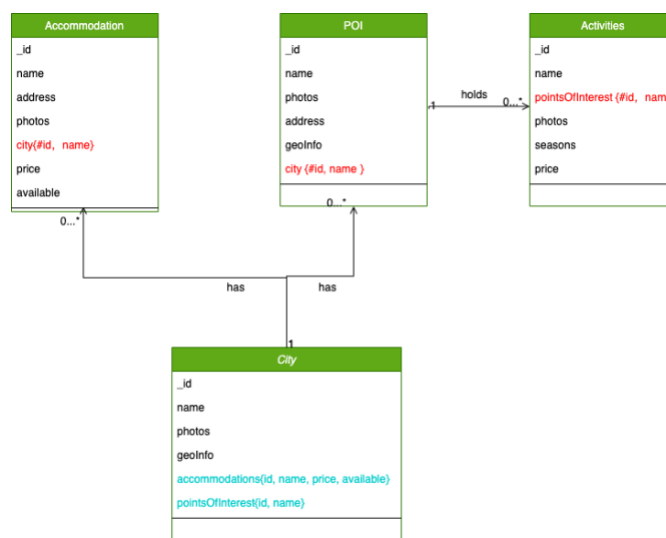 Accommodation
_id
name
address
photos
city{#id, name}
price
available
POI
_id
name
photos
address
geoInfo
city {#id, name }
Activities
_id
name
pointsOfInterest {#id, nam
photos
seasons
price
holds
1
0...*
0...*
0...*
has
has
1
City
_id
name
photos
geoInfo
accommodations{id, name, price, available}
pointsOfInterest{id, name}